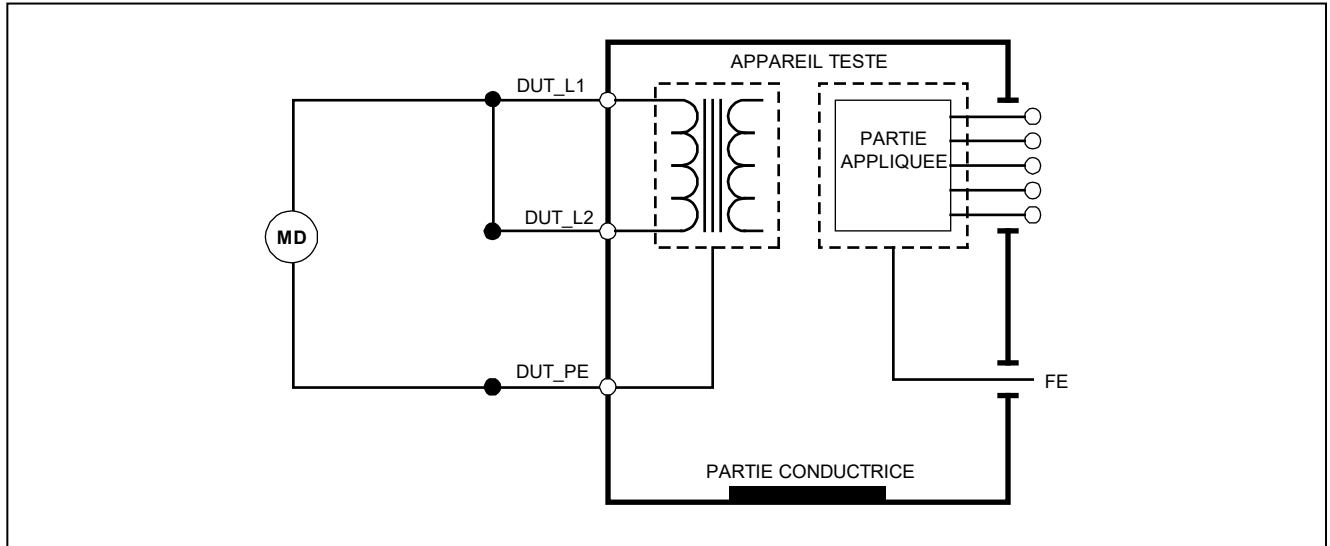 APPAREIL TESTE
DUT_L1
PARTIE
APPLIQUEE
DUT_L2
MD
DUT_PE
FE
PARTIE CONDUCTRICE